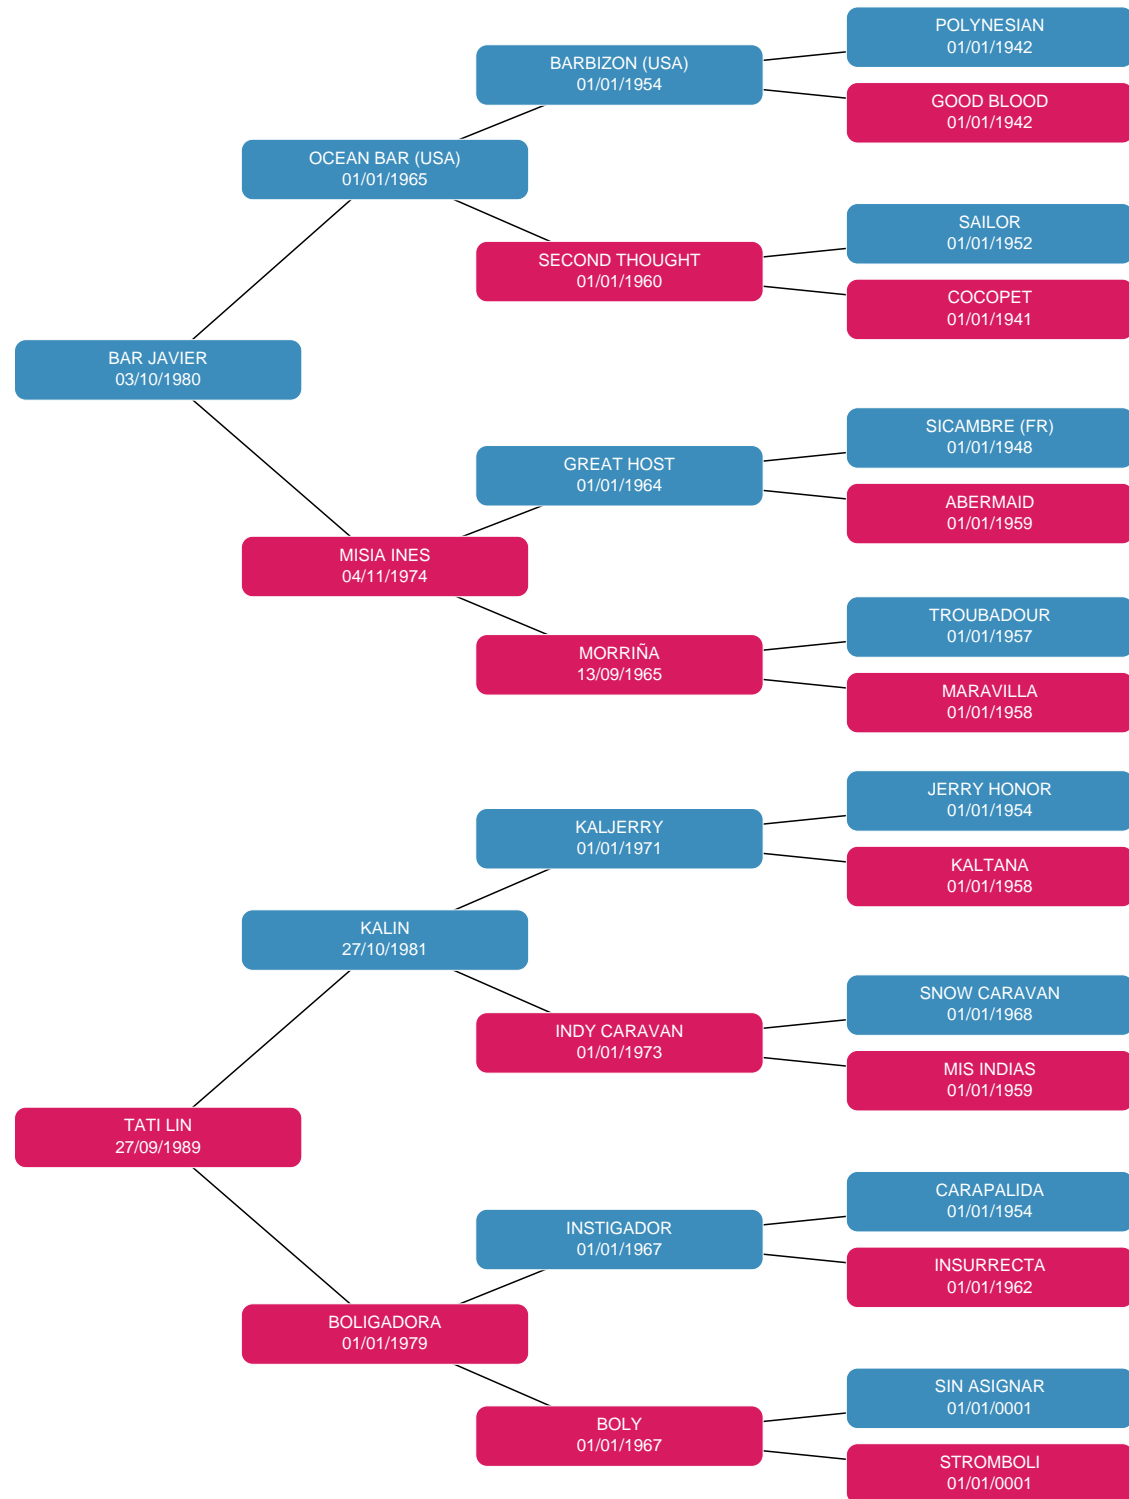 POLYNESIAN
01/01/1942
BARBIZON (USA)
01/01/1954
GOOD BLOOD
01/01/1942
OCEAN BAR (USA)
01/01/1965
SAILOR
01/01/1952
SECOND THOUGHT
01/01/1960
COCOPET
01/01/1941
BAR JAVIER
03/10/1980
SICAMBRE (FR)
01/01/1948
GREAT HOST
01/01/1964
ABERMAID
01/01/1959
MISIA INES
04/11/1974
TROUBADOUR
01/01/1957
MORRIÑA
13/09/1965
MARAVILLA
01/01/1958
JERRY HONOR
01/01/1954
KALJERRY
01/01/1971
KALTANA
01/01/1958
KALIN
27/10/1981
SNOW CARAVAN
01/01/1968
INDY CARAVAN
01/01/1973
MIS INDIAS
01/01/1959
TATI LIN
27/09/1989
CARAPALIDA
01/01/1954
INSTIGADOR
01/01/1967
INSURRECTA
01/01/1962
BOLIGADORA
01/01/1979
SIN ASIGNAR
01/01/0001
BOLY
01/01/1967
STROMBOLI
01/01/0001